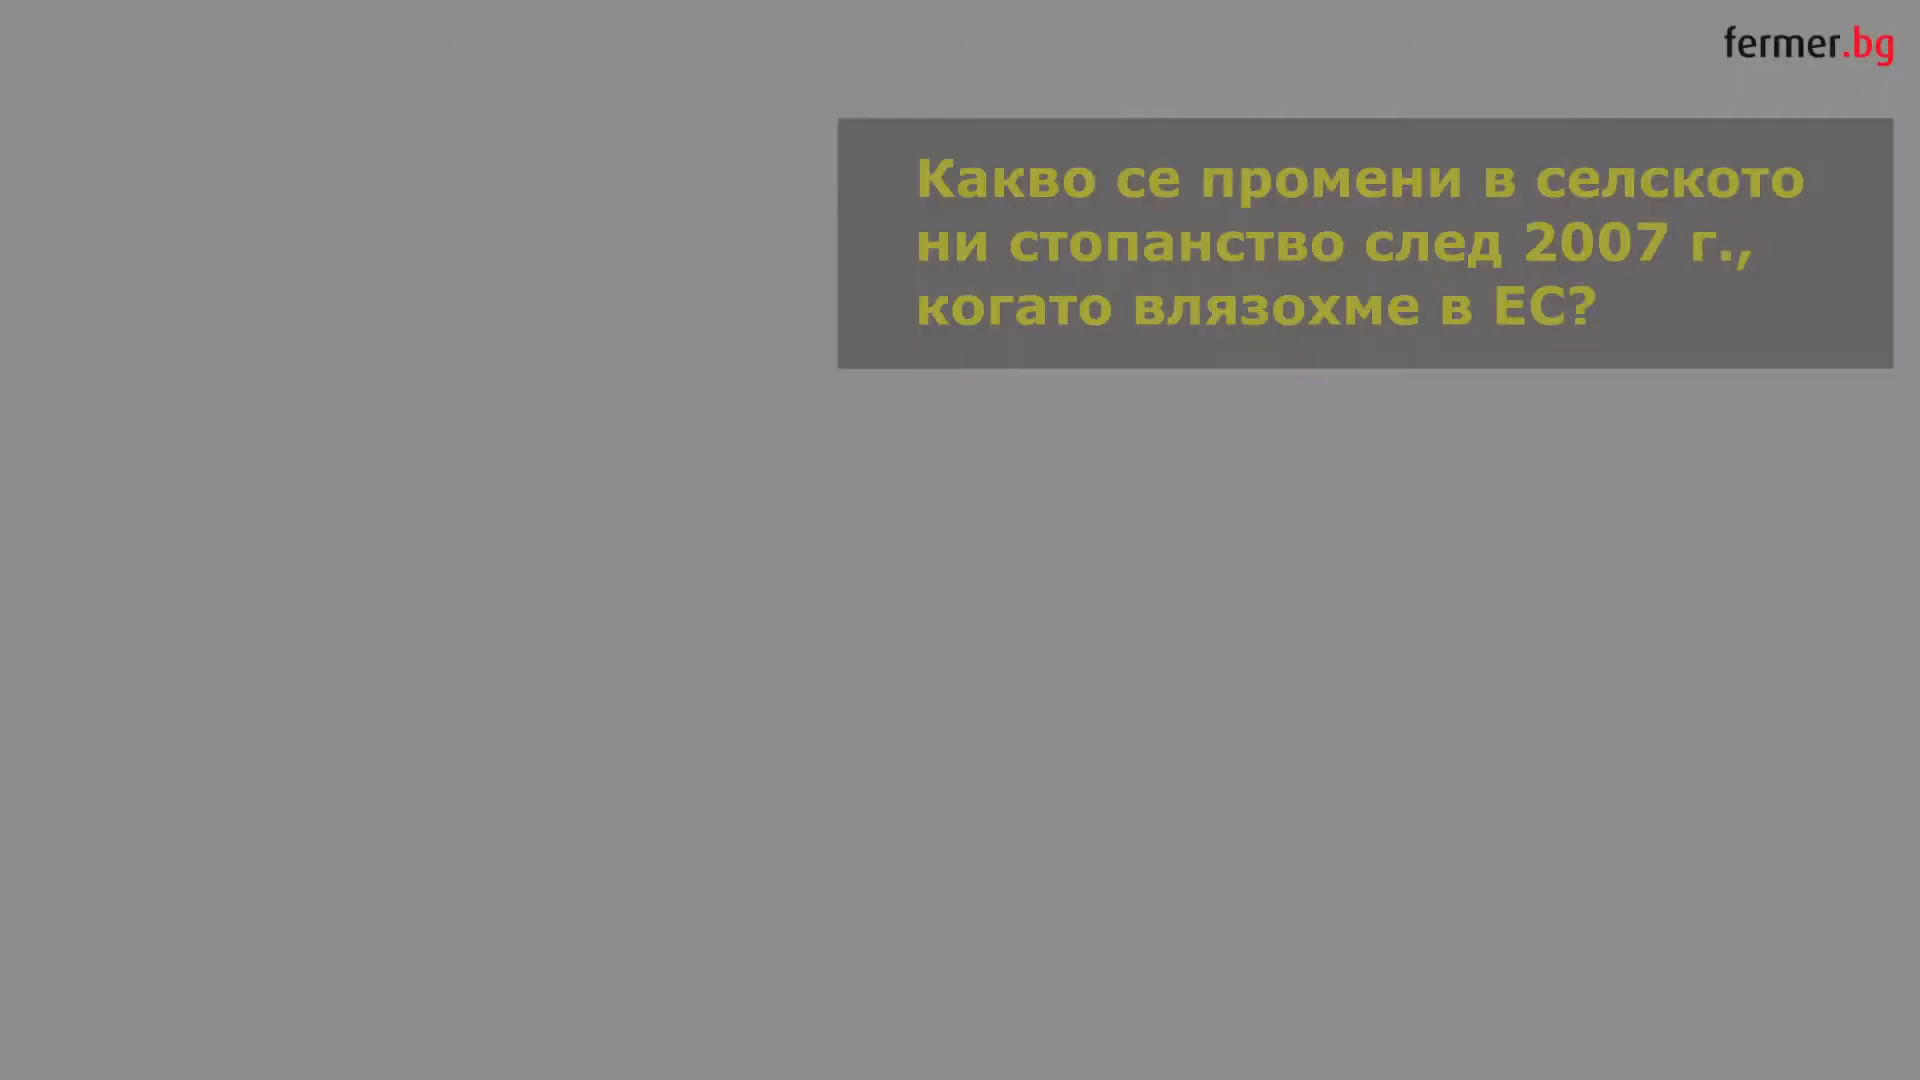 fermer.bg
Какво се промени в селското
ни стопанство след 2007 г.,
когато влязохме в ЕС?